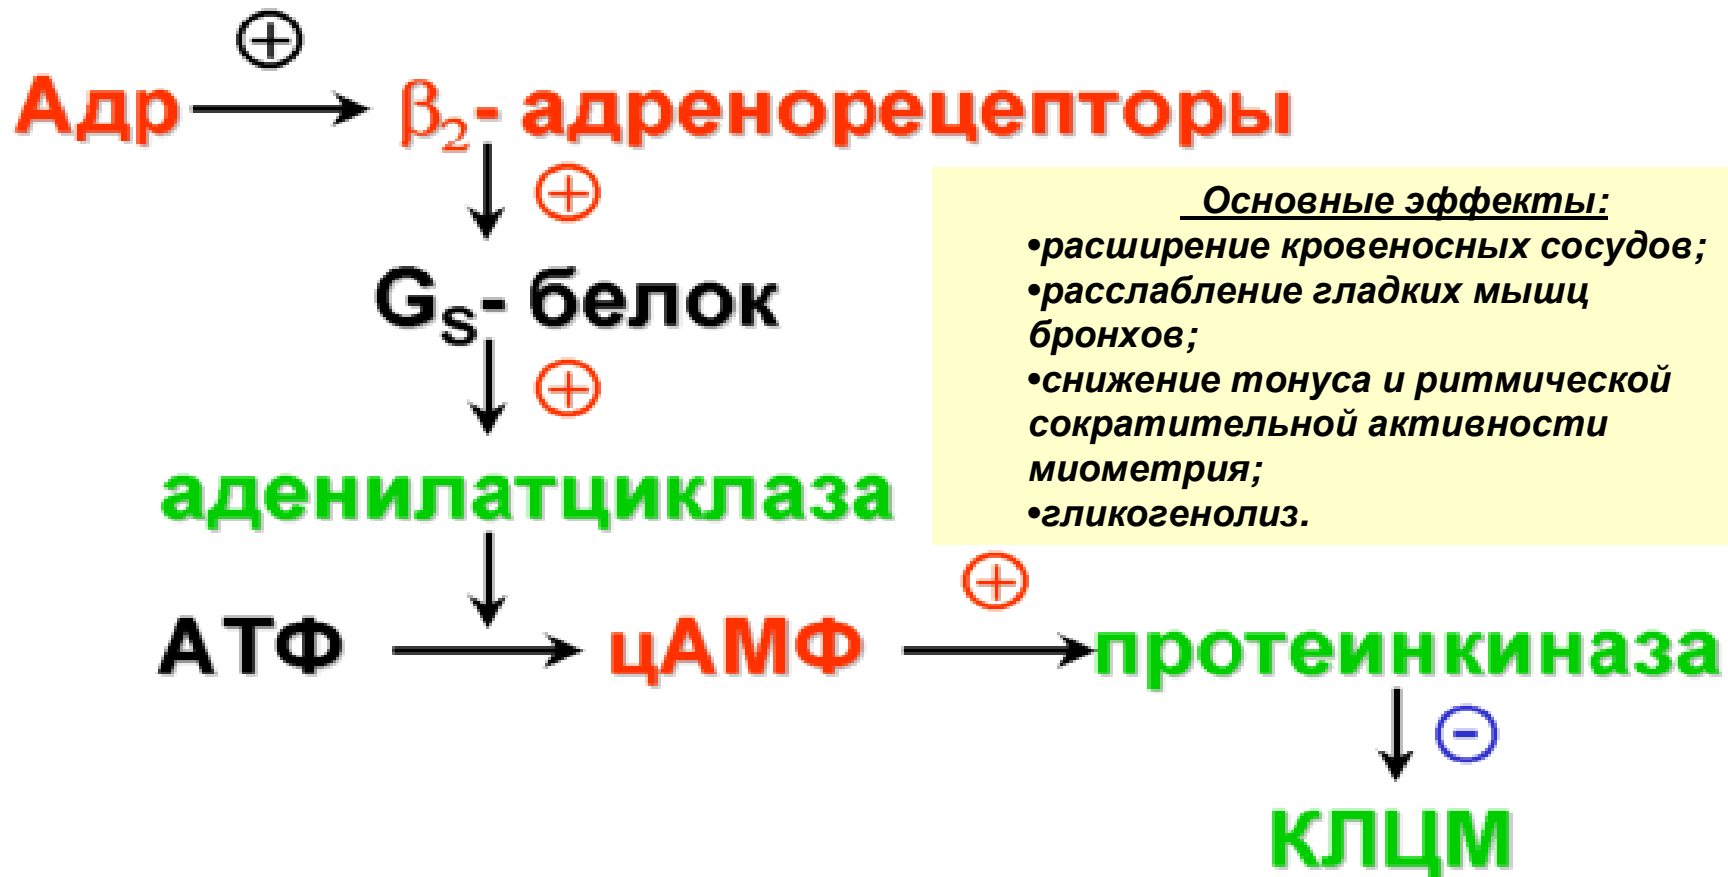 +
Адр β2- адренорецепторы
+
Основные эффекты:
•расширение кровеносных сосудов;
•расслабление гладких мышц
бронхов;
•снижение тонуса и ритмической
сократительной активности
миометрия;
•гликогенолиз.
GS- белок
+
аденилатциклаза
+
АТФ цАМФ протеинкиназа
-
КЛЦМ